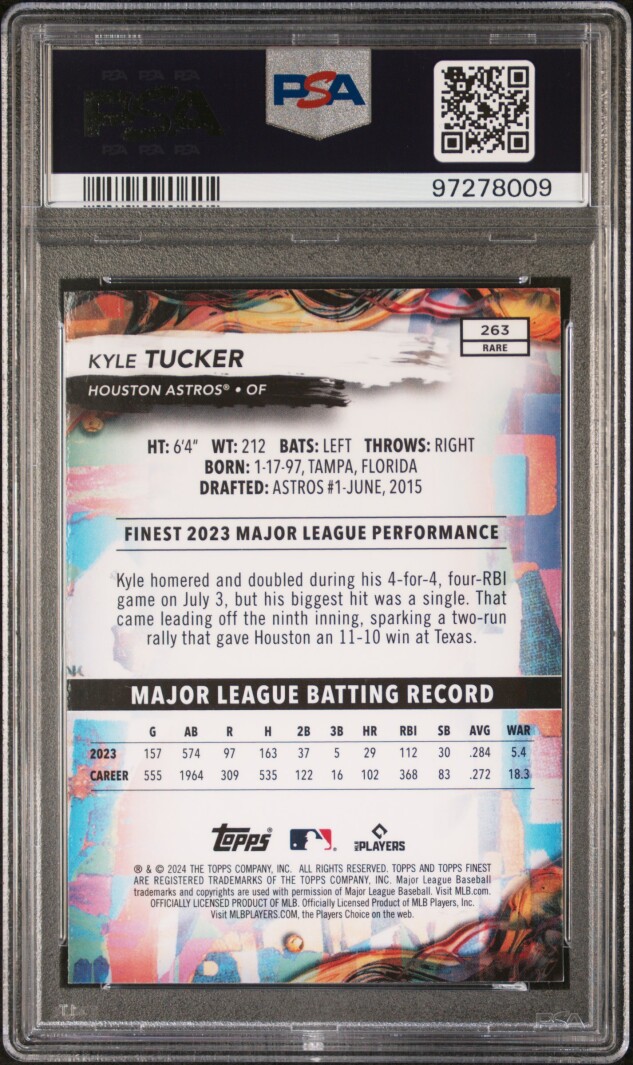 PSA PSA PSA
PSA
PSA PSA PSA
PSA
97278009
263
RARE
KYLE TUCKER
HOUSTON ASTROS® • OF
HT: 6'4" WT: 212 BATS: LEFT THROWS: RIGHT
BORN: 1-17-97, TAMPA, FLORIDA
DRAFTED: ASTROS #1-JUNE, 2015
FINEST 2023 MAJOR LEAGUE PERFORMANCE
Kyle homered and doubled during his 4-for-4, four-RBI
game on July 3, but his biggest hit was a single. That
came leading off the ninth inning, sparking a two-run
rally that gave Houston an 11-10 win at Texas.
MAJOR LEAGUE BATTING RECORD
G AB R H 2B 3B HR RBI SB AVG WAR
2023 157 574 97 163 37 5 29 112 30 .284 5.4
CAREER 555 1964 309 535 122 16 102 368 83 .272 18.3
topps MLB PLAYERS
® & © 2024 THE TOPPS COMPANY, INC. ALL RIGHTS RESERVED. TOPPS AND TOPPS FINEST
ARE REGISTERED TRADEMARKS OF THE TOPPS COMPANY, INC. Major League Baseball
trademarks and copyrights are used with permission of Major League Baseball. Visit MLB.com.
OFFICIALLY LICENSED PRODUCT OF MLB. Officially Licensed Product of MLB Players, Inc.
Visit MLBPLAYERS.COM, the Players Choice on the web.
PSA